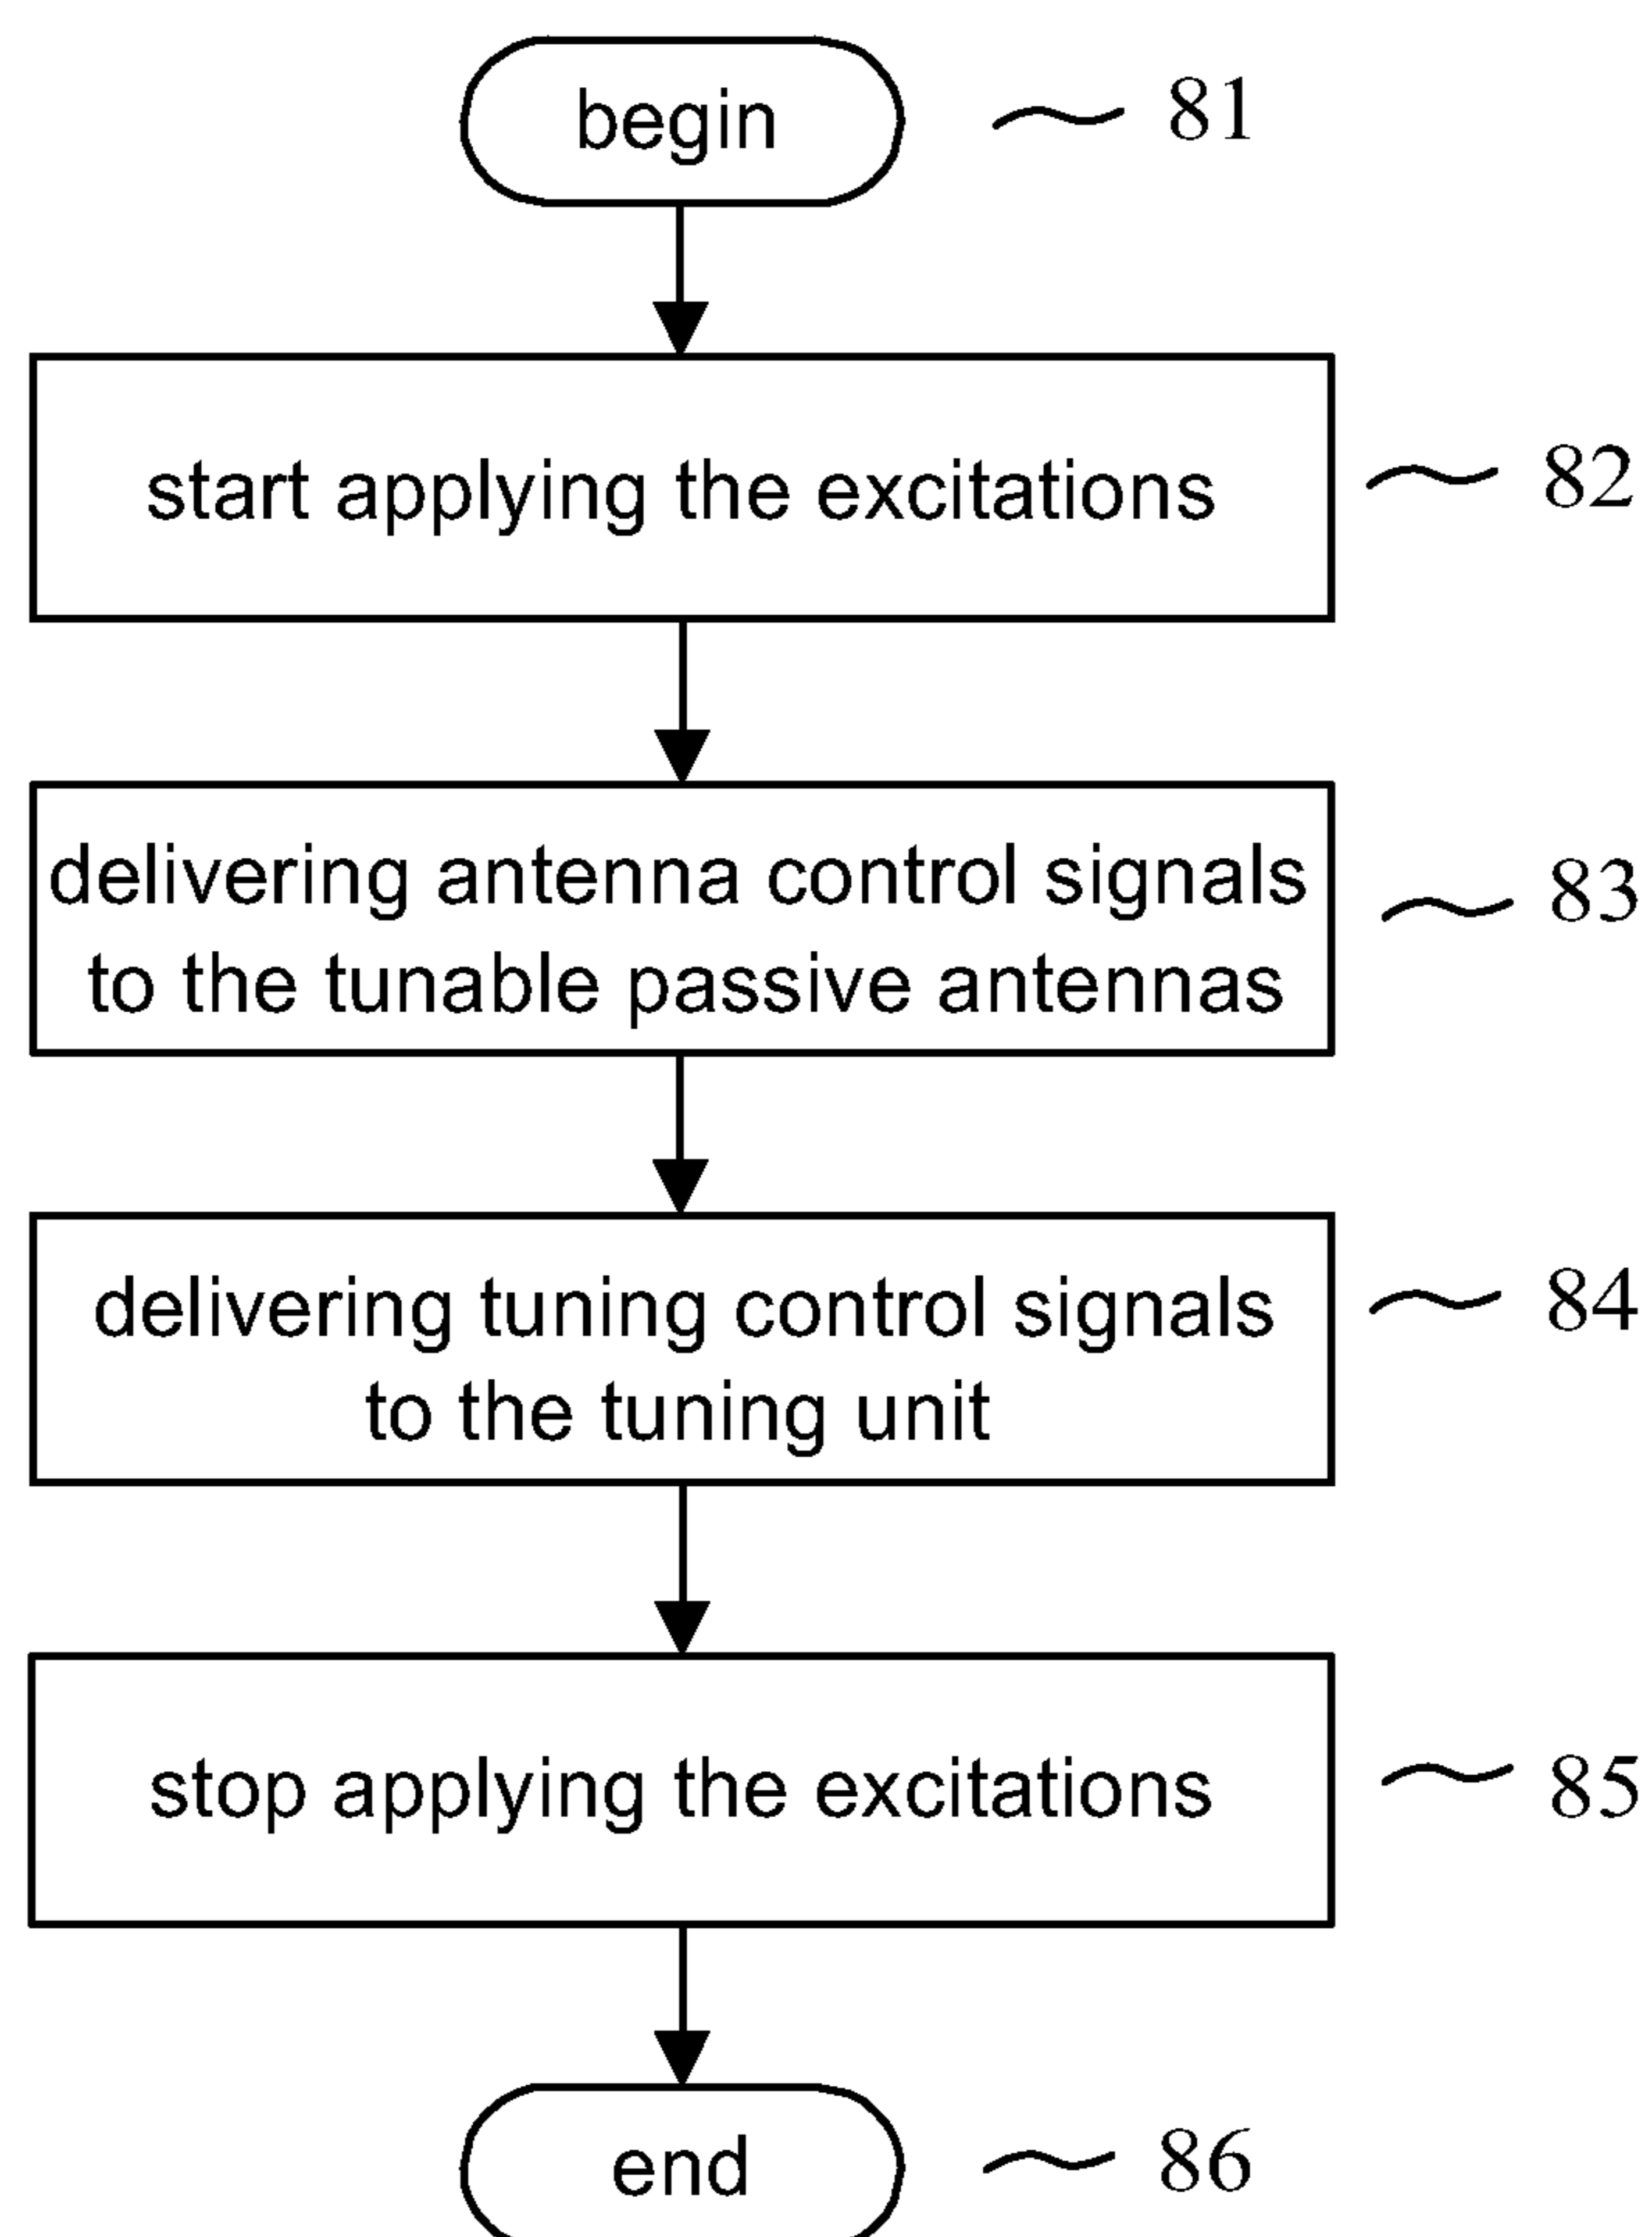 begin
81
start applying the excitations
82
delivering antenna control signals
to the tunable passive antennas
83
delivering tuning control signals
to the tuning unit
84
stop applying the excitations
85
end
86